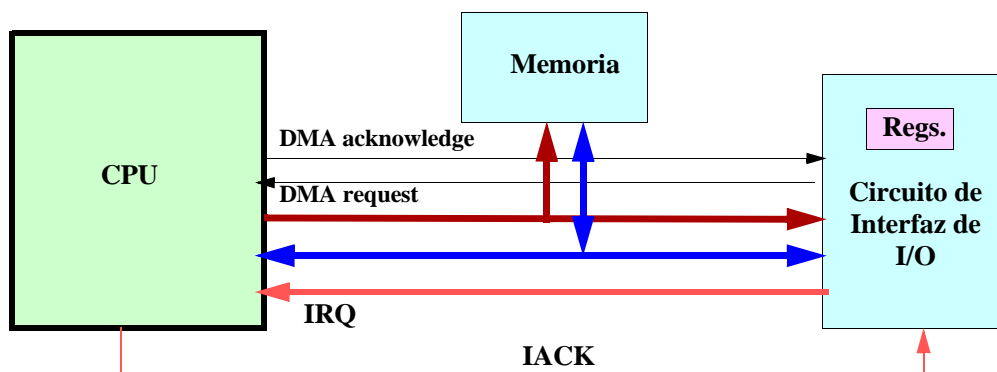 Memoria
Regs.
DMA acknowledge
CPU
DMA request
Circuito de
Interfaz de
I/O
IRQ
IACK